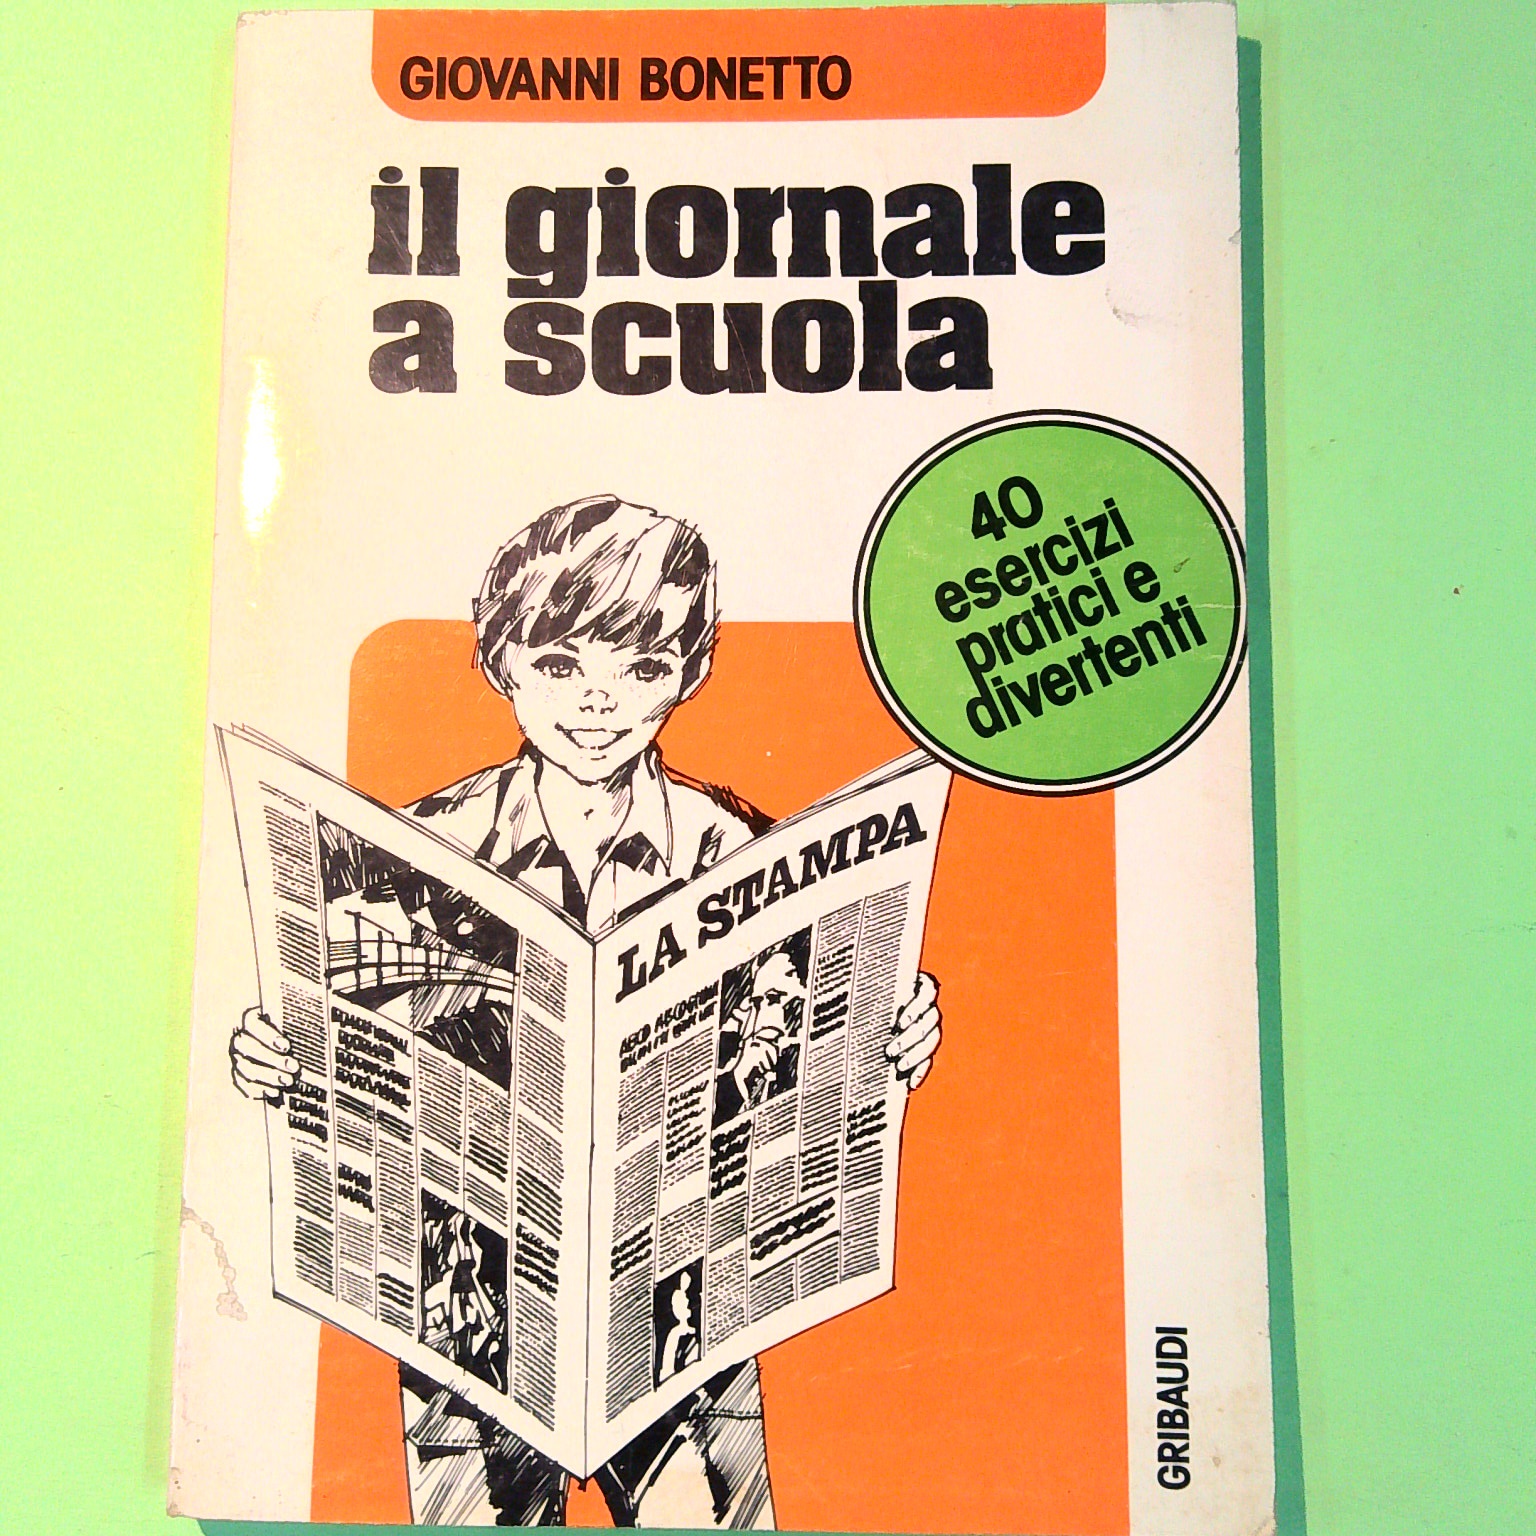 GIOVANNI BONETTO
il giornale
a scuola
40
esercizi
pratici e
divertenti
LA STAMPA
GRIBAUDI